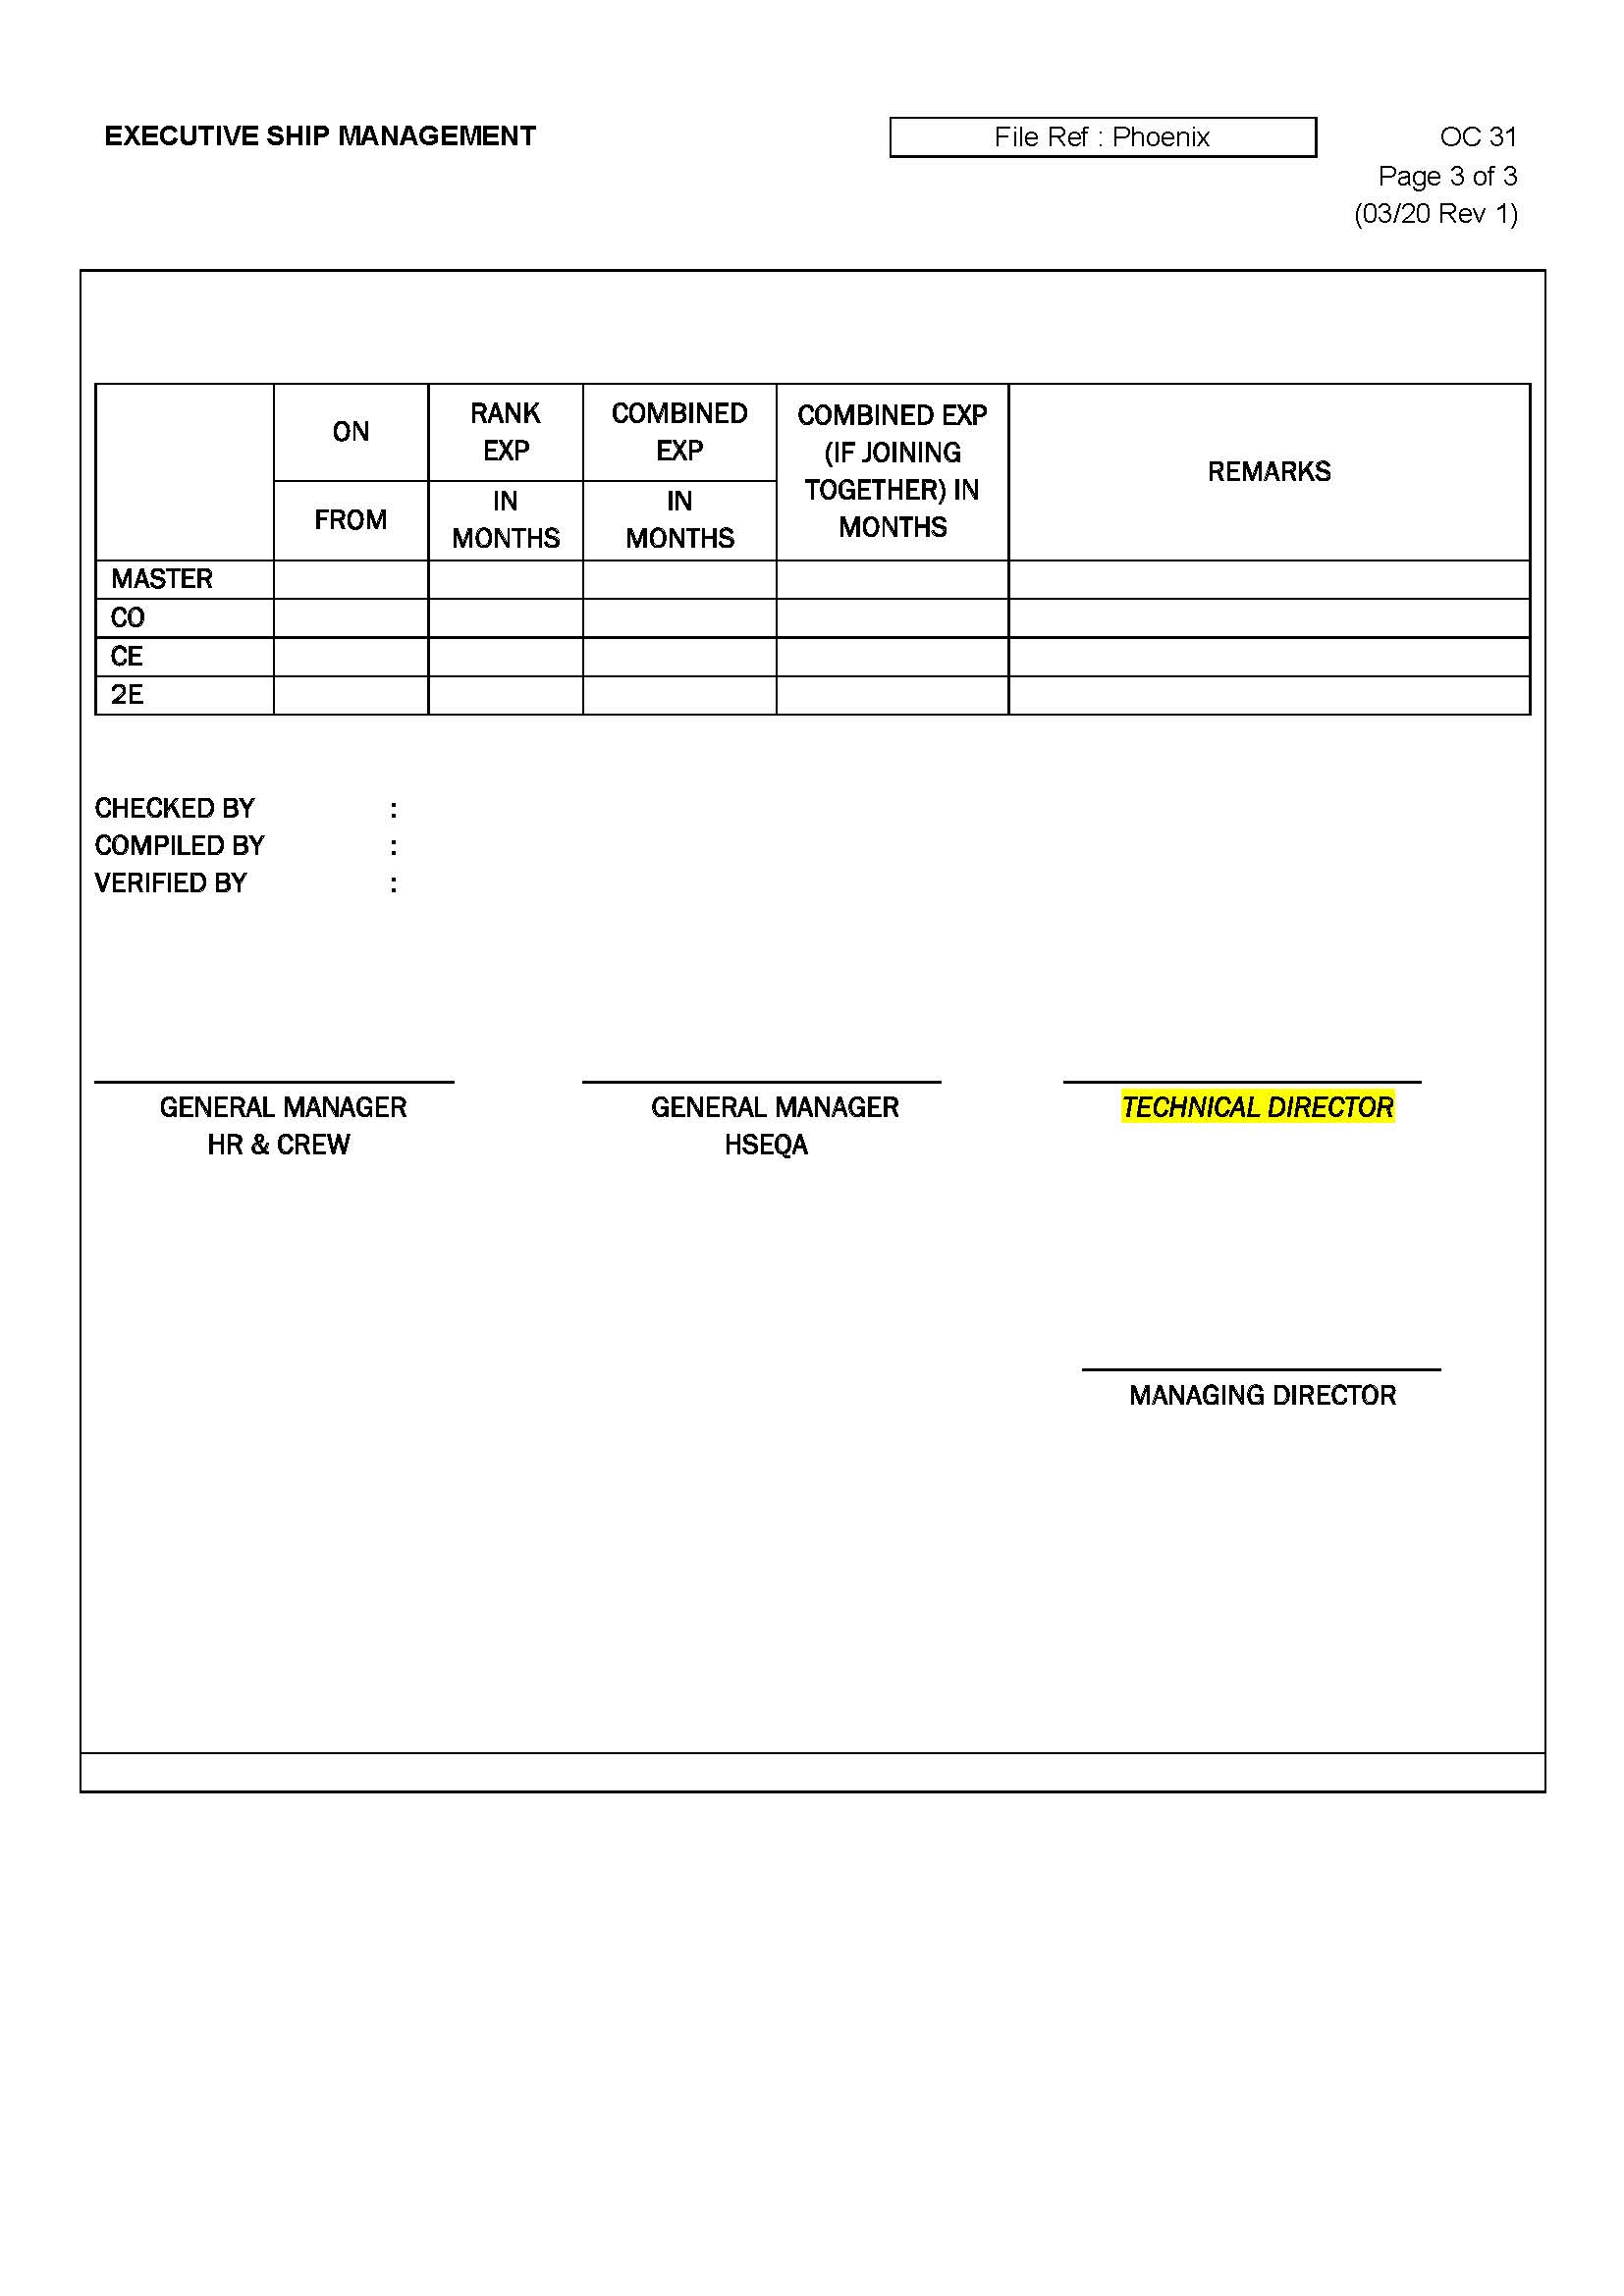 EXECUTIVE SHIP MANAGEMENT
File Ref : Phoenix
OC 31
Page 3 of 3
(03/20 Rev 1)
ON
FROM
RANK
EXP
IN
MONTHS
COMBINED
EXP
IN
MONTHS
COMBINED EXP
(IF JOINING
TOGETHER) IN
MONTHS
REMARKS
MASTER
CO
CE
2E
CHECKED BY :
COMPILED BY :
VERIFIED BY :
GENERAL MANAGER
HR & CREW
GENERAL MANAGER
HSEQA
TECHNICAL DIRECTOR
MANAGING DIRECTOR